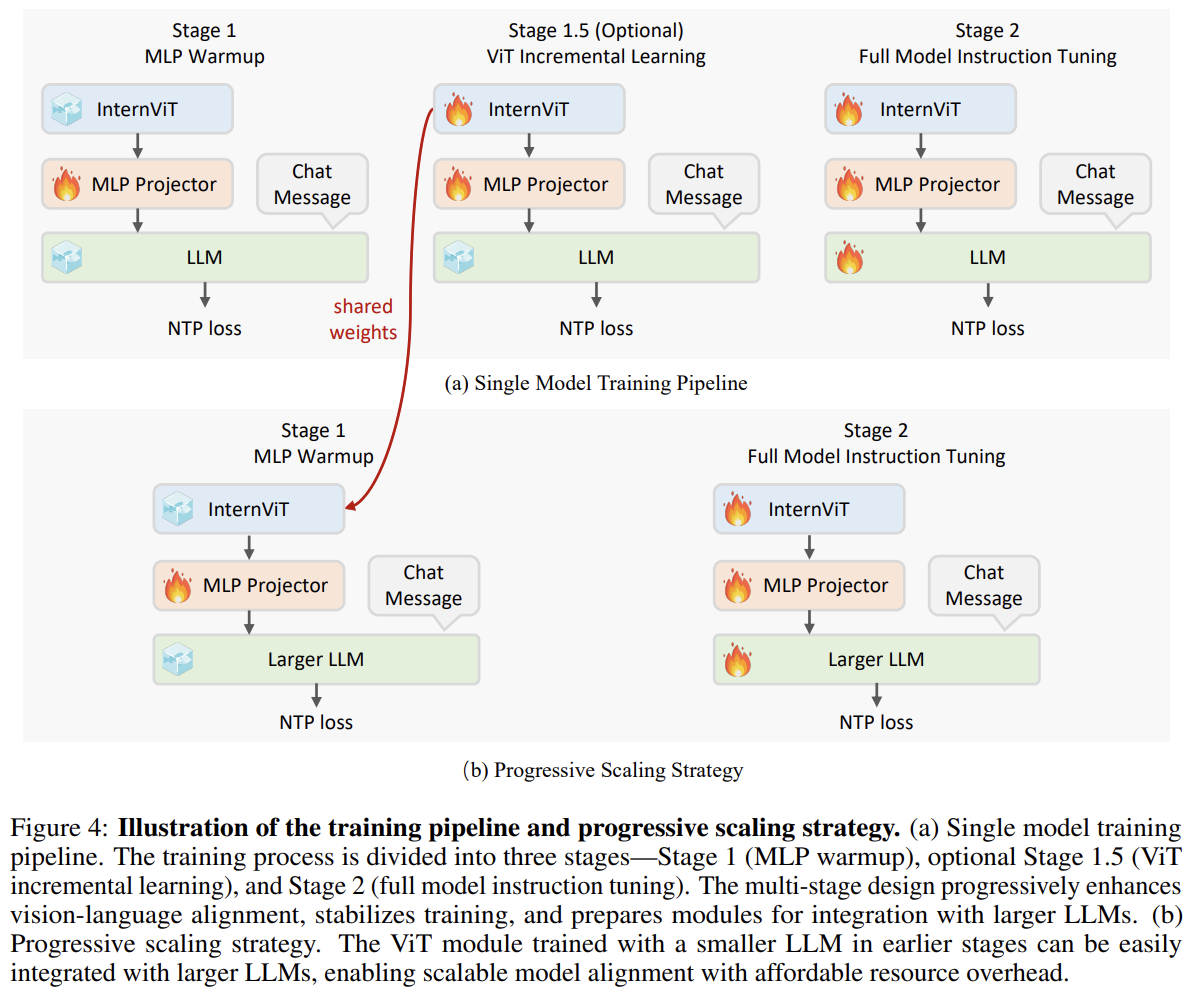 Stage 1
MLP Warmup
InternViT
MLP Projector
Chat
Message
LLM
NTP loss
Stage 1.5 (Optional)
ViT Incremental Learning
InternViT
MLP Projector
Chat
Message
LLM
NTP loss
Stage 2
Full Model Instruction Tuning
InternViT
MLP Projector
Chat
Message
LLM
NTP loss
shared
weights
(a) Single Model Training Pipeline
Stage 1
MLP Warmup
InternViT
MLP Projector
Chat
Message
Larger LLM
NTP loss
Stage 2
Full Model Instruction Tuning
InternViT
MLP Projector
Chat
Message
Larger LLM
NTP loss
(b) Progressive Scaling Strategy
Figure 4: Illustration of the training pipeline and progressive scaling strategy. (a) Single model training
pipeline. The training process is divided into three stages—Stage 1 (MLP warmup), optional Stage 1.5 (ViT
incremental learning), and Stage 2 (full model instruction tuning). The multi-stage design progressively enhances
vision-language alignment, stabilizes training, and prepares modules for integration with larger LLMs. (b)
Progressive scaling strategy. The ViT module trained with a smaller LLM in earlier stages can be easily
integrated with larger LLMs, enabling scalable model alignment with affordable resource overhead.